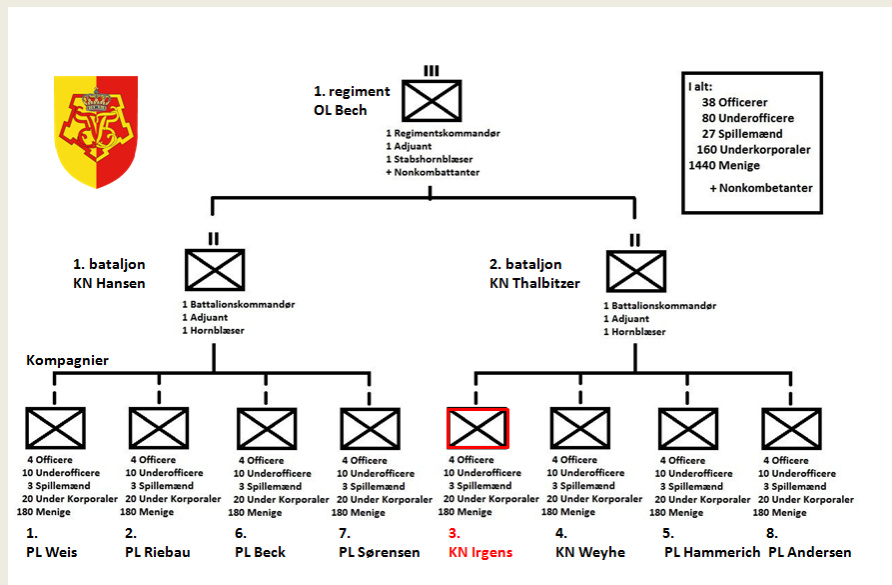 1. regiment
OL Bech
1 Regimentskommandør
1 Adjuant
1 Stabshornblæser
+ Nonkombattanter
I alt:
38 Officerer
80 Underofficere
27 Spillemænd
160 Underkorporaler
1440 Menige
+ Nonkombetanter
1. bataljon
KN Hansen
1 Battalionskommandør
1 Adjuant
1 Hornblæser
2. bataljon
KN Thalbitzer
1 Battalionskommandør
1 Adjuant
1 Hornblæser
Kompagnier
4 Officere
10 Underofficere
3 Spillemænd
20 Under Korporaler
180 Menige
1.
PL Weis
4 Officere
10 Underofficere
3 Spillemænd
20 Under Korporaler
180 Menige
2.
PL Riebau
4 Officere
10 Underofficere
3 Spillemænd
20 Under Korporaler
180 Menige
6.
PL Beck
4 Officere
10 Underofficere
3 Spillemænd
20 Under Korporaler
180 Menige
7.
PL Sørensen
4 Officere
10 Underofficere
3 Spillemænd
20 Under Korporaler
180 Menige
3.
KN Irgens
4 Officere
10 Underofficere
3 Spillemænd
20 Under Korporaler
180 Menige
4.
KN Weyhe
4 Officere
10 Underofficere
3 Spillemænd
20 Under Korporaler
180 Menige
5.
PL Hammerich
4 Officere
10 Underofficere
3 Spillemænd
20 Under Korporaler
180 Menige
8.
PL Andersen